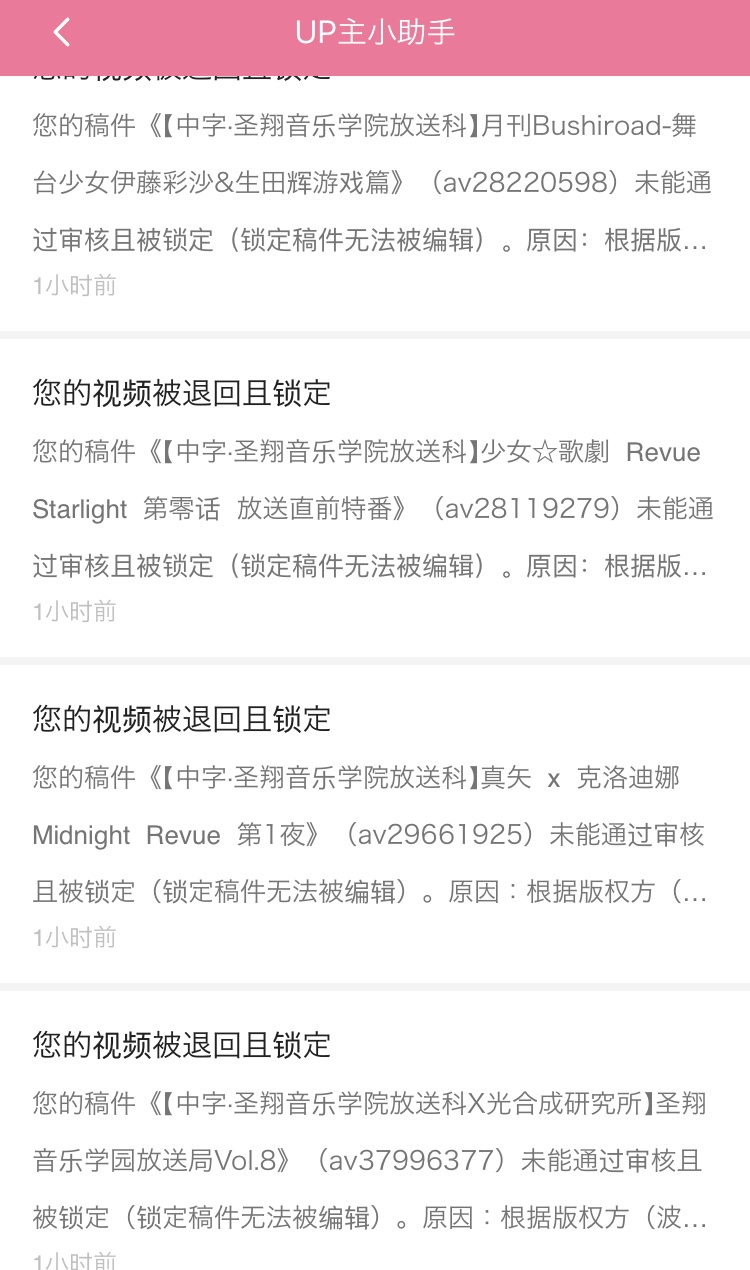 UP主小助手
您的视频被退回且锁定
您的稿件《【中字·圣翔音乐学院放送科】月刊Bushiroad-舞
台少女伊藤彩沙&生田辉游戏篇》（av28220598）未能通
过审核且被锁定（锁定稿件无法被编辑）。原因：根据版...
1小时前
您的视频被退回且锁定
您的稿件《【中字·圣翔音乐学院放送科】少女☆歌劇 Revue
Starlight 第零话 放送直前特番》（av28119279）未能通
过审核且被锁定（锁定稿件无法被编辑）。原因：根据版...
1小时前
您的视频被退回且锁定
您的稿件《【中字·圣翔音乐学院放送科】真矢 x 克洛迪娜
Midnight Revue 第1夜》（av29661925）未能通过审核
且被锁定（锁定稿件无法被编辑）。原因：根据版权方（...
1小时前
您的视频被退回且锁定
您的稿件《【中字·圣翔音乐学院放送科X光合成研究所】圣翔
音乐学园放送局Vol.8》（av37996377）未能通过审核且
被锁定（锁定稿件无法被编辑）。原因：根据版权方（波...
1小时前